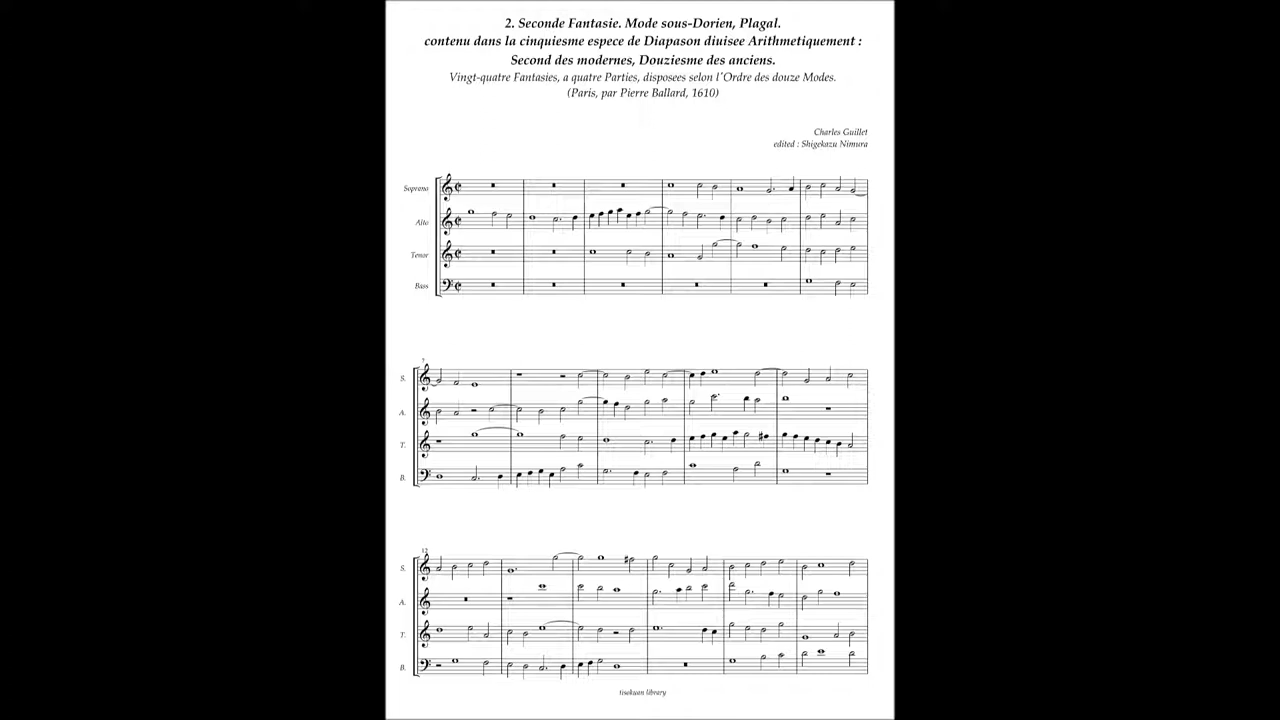 2. Seconde Fantasie. Mode sous-Dorien, Plagal.
contenu dans la cinquiesme espece de Diapason diuisee Arithmetiquement :
Second des modernes, Douziesme des anciens.
Vingt-quatre Fantasies, a quatre Parties, disposees selon l'Ordre des douze Modes.
(Paris, par Pierre Ballard, 1610)
Charles Guillet
edited : Shigekazu Nimura
Soprano
Alto
Tenor
Bass
7
S.
A.
T.
B.
12
S.
A.
T.
B.
tisekuan library